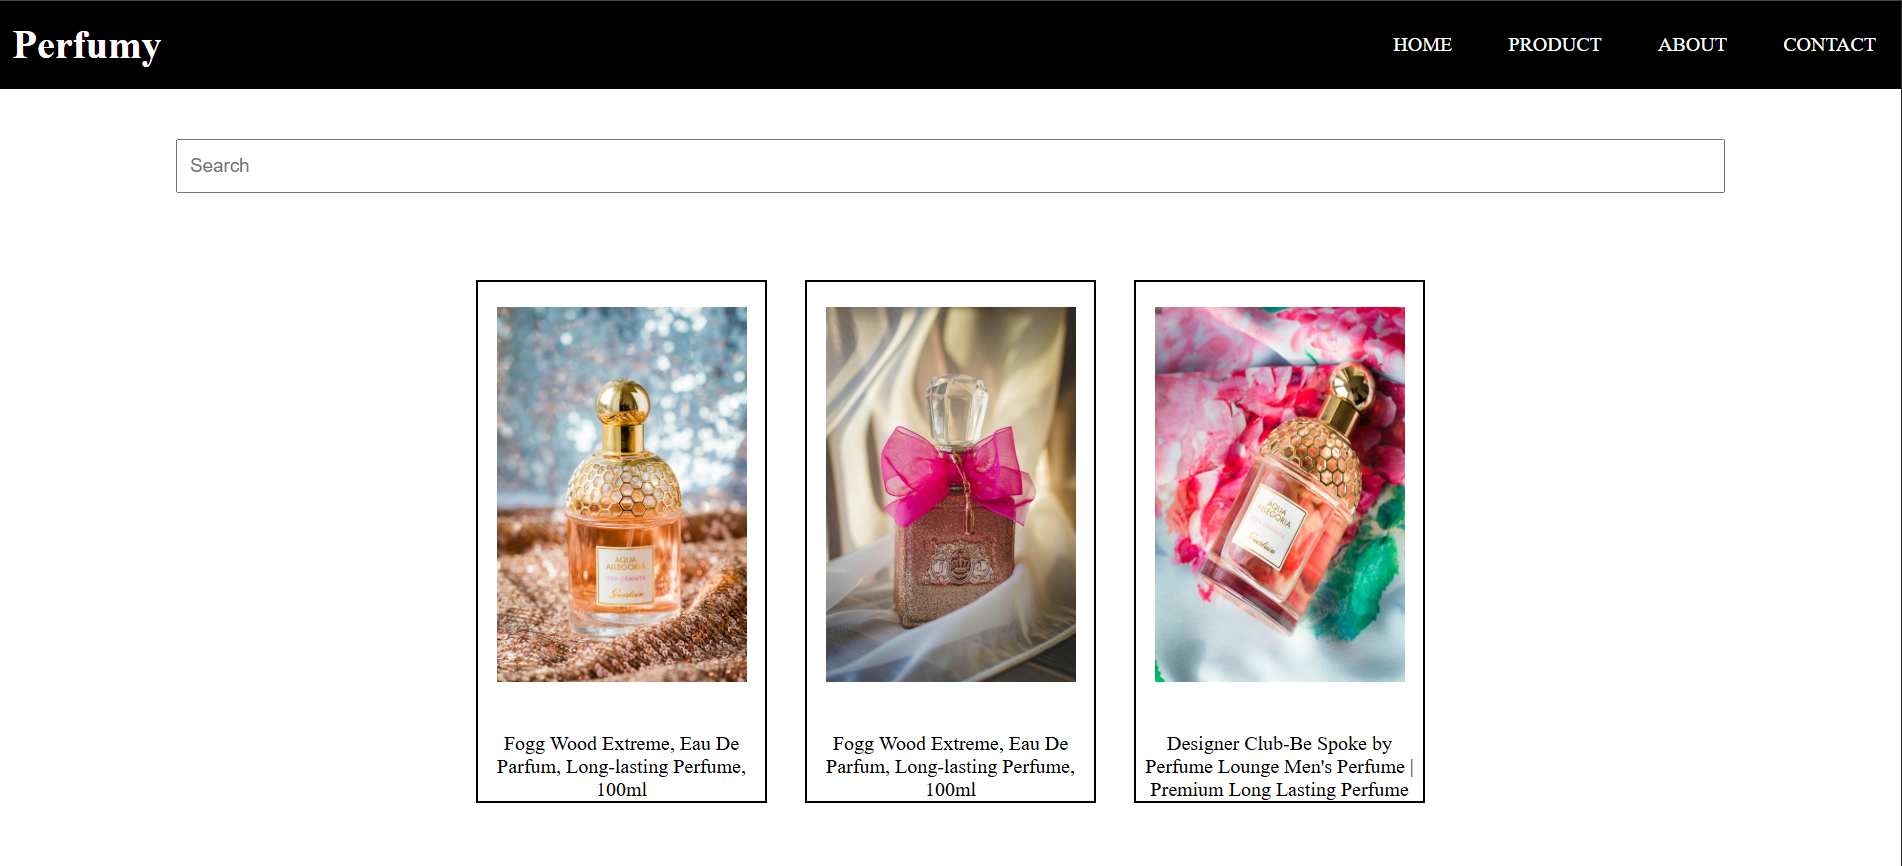 Perfumy
HOME PRODUCT ABOUT CONTACT
Search
AQUA
ALLEGORIA
PERA GRANITA
Guerlain
AQUA
ALLEGORIA
PERA GRANITA
Guerlain
Fogg Wood Extreme, Eau De
Parfum, Long-lasting Perfume,
100ml
Fogg Wood Extreme, Eau De
Parfum, Long-lasting Perfume,
100ml
Designer Club-Be Spoke by
Perfume Lounge Men's Perfume |
Premium Long Lasting Perfume